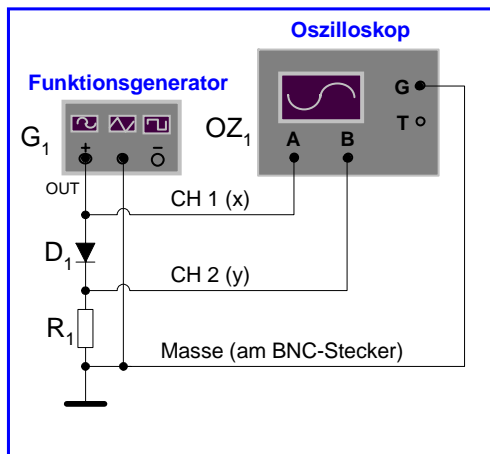 Oszilloskop
Funktionsgenerator
G
OZ₁
T
G₁
A B
+ −
OUT
CH 1 (x)
D₁
CH 2 (y)
R₁
Masse (am BNC-Stecker)